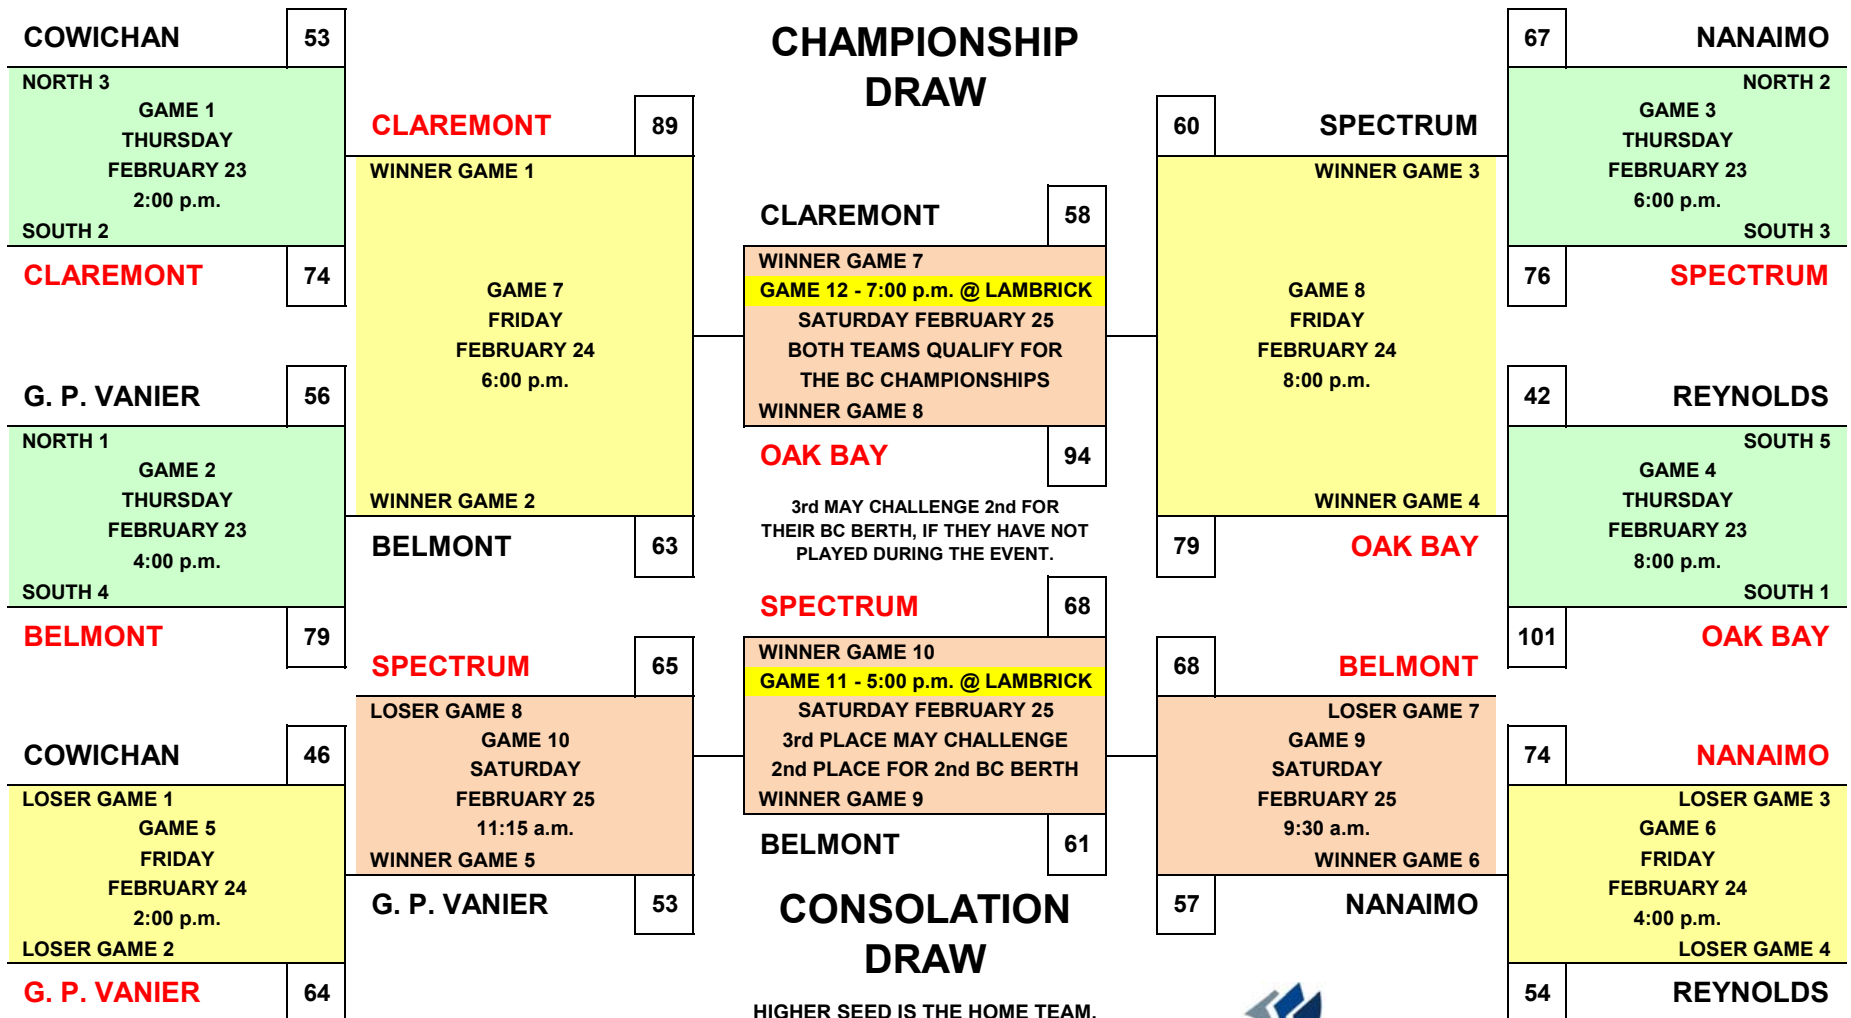 COWICHAN 53
NORTH 3
GAME 1
THURSDAY
FEBRUARY 23
2:00 p.m.
SOUTH 2
CLAREMONT 74
G. P. VANIER 56
NORTH 1
GAME 2
THURSDAY
FEBRUARY 23
4:00 p.m.
SOUTH 4
BELMONT 79
COWICHAN 46
LOSER GAME 1
GAME 5
FRIDAY
FEBRUARY 24
2:00 p.m.
LOSER GAME 2
G. P. VANIER 64
CLAREMONT 89
WINNER GAME 1
GAME 7
FRIDAY
FEBRUARY 24
6:00 p.m.
WINNER GAME 2
BELMONT 63
SPECTRUM 65
LOSER GAME 8
GAME 10
SATURDAY
FEBRUARY 25
11:15 a.m.
WINNER GAME 5
G. P. VANIER 53
CHAMPIONSHIP
DRAW
CLAREMONT 58
WINNER GAME 7
GAME 12 - 7:00 p.m. @ LAMBRICK
SATURDAY FEBRUARY 25
BOTH TEAMS QUALIFY FOR
THE BC CHAMPIONSHIPS
WINNER GAME 8
OAK BAY 94
3rd MAY CHALLENGE 2nd FOR
THEIR BC BERTH, IF THEY HAVE NOT
PLAYED DURING THE EVENT.
SPECTRUM 68
WINNER GAME 10
GAME 11 - 5:00 p.m. @ LAMBRICK
SATURDAY FEBRUARY 25
3rd PLACE MAY CHALLENGE
2nd PLACE FOR 2nd BC BERTH
WINNER GAME 9
BELMONT 61
CONSOLATION
DRAW
HIGHER SEED IS THE HOME TEAM.
60 SPECTRUM
WINNER GAME 3
GAME 8
FRIDAY
FEBRUARY 24
8:00 p.m.
WINNER GAME 4
79 OAK BAY
68 BELMONT
LOSER GAME 7
GAME 9
SATURDAY
FEBRUARY 25
9:30 a.m.
WINNER GAME 6
57 NANAIMO
67 NANAIMO
NORTH 2
GAME 3
THURSDAY
FEBRUARY 23
6:00 p.m.
SOUTH 3
76 SPECTRUM
42 REYNOLDS
SOUTH 5
GAME 4
THURSDAY
FEBRUARY 23
8:00 p.m.
SOUTH 1
101 OAK BAY
74 NANAIMO
LOSER GAME 3
GAME 6
FRIDAY
FEBRUARY 24
4:00 p.m.
LOSER GAME 4
54 REYNOLDS